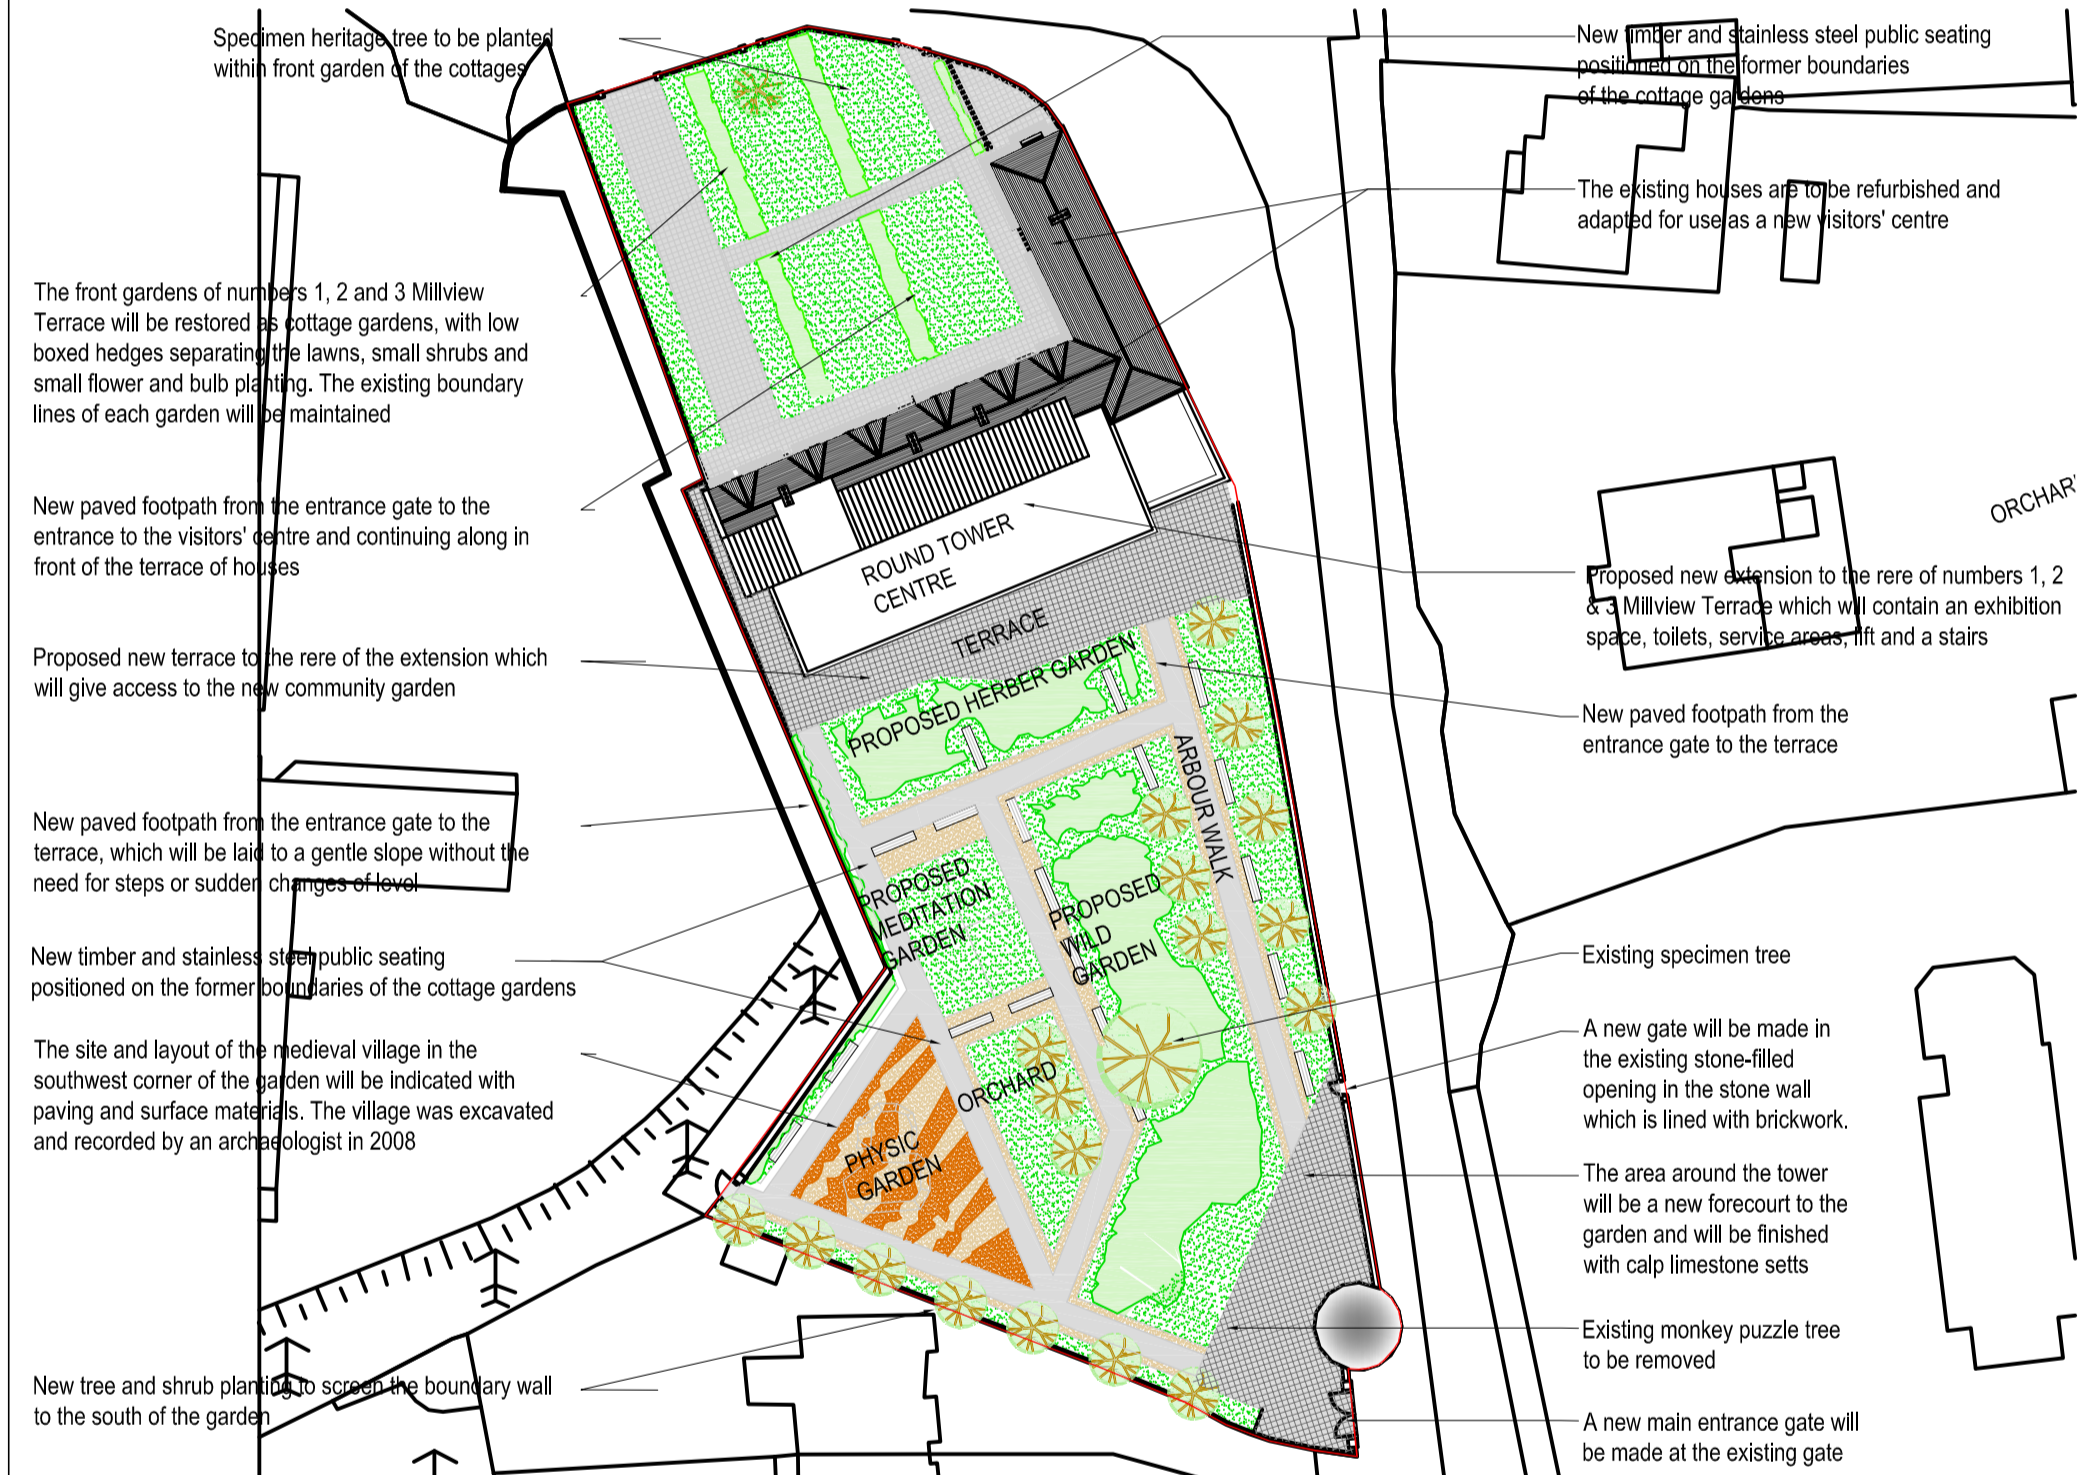 Specimen heritage tree to be planted
within front garden of the cottages
The front gardens of numbers 1, 2 and 3 Millview
Terrace will be restored as cottage gardens, with low
boxed hedges separating the lawns, small shrubs and
small flower and bulb planting. The existing boundary
lines of each garden will be maintained
New paved footpath from the entrance gate to the
entrance to the visitors' centre and continuing along in
front of the terrace of houses
Proposed new terrace to the rere of the extension which
will give access to the new community garden
New paved footpath from the entrance gate to the
terrace, which will be laid to a gentle slope without the
need for steps or sudden changes of level
New timber and stainless steel public seating
positioned on the former boundaries of the cottage gardens
The site and layout of the medieval village in the
southwest corner of the garden will be indicated with
paving and surface materials. The village was excavated
and recorded by an archaeologist in 2008
New tree and shrub planting to screen the boundary wall
to the south of the garden
ROUND TOWER
CENTRE
TERRACE
PROPOSED HERBER GARDEN
ARBOUR WALK
PROPOSED
MEDITATION
GARDEN
PROPOSED
WILD
GARDEN
ORCHARD
PHYSIC
GARDEN
New timber and stainless steel public seating
positioned on the former boundaries
of the cottage gardens
The existing houses are to be refurbished and
adapted for use as a new visitors' centre
ORCHAR
Proposed new extension to the rere of numbers 1, 2
& 3 Millview Terrace which will contain an exhibition
space, toilets, service areas, lift and a stairs
New paved footpath from the
entrance gate to the terrace
Existing specimen tree
A new gate will be made in
the existing stone-filled
opening in the stone wall
which is lined with brickwork.
The area around the tower
will be a new forecourt to the
garden and will be finished
with calp limestone setts
Existing monkey puzzle tree
to be removed
A new main entrance gate will
be made at the existing gate